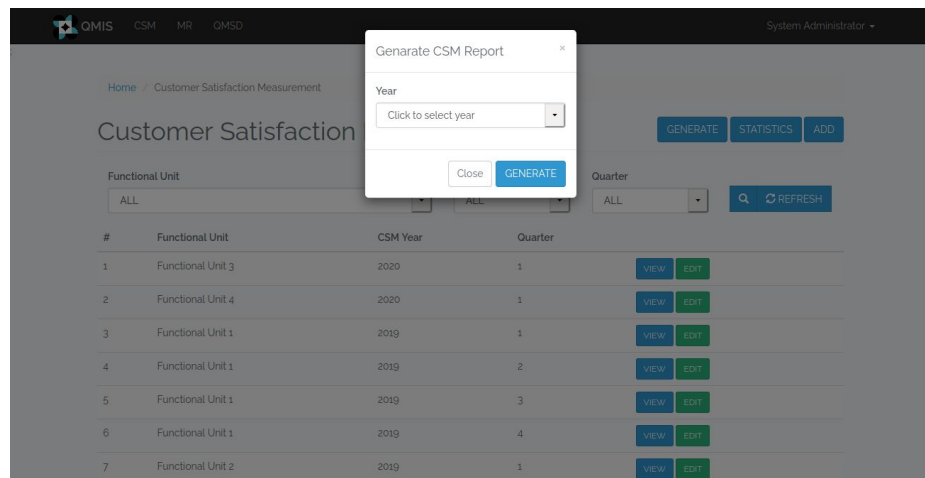 QMIS CSM MR QMSD System Administrator
Genarate CSM Report ×
Home / Customer Satisfaction Measurement
Year
Click to select year
Customer Satisfaction
GENERATE STATISTICS ADD
Close GENERATE
Functional Unit Quarter
ALL ALL ALL REFRESH
# Functional Unit CSM Year Quarter
1 Functional Unit 3 2020 1 VIEW EDIT
2 Functional Unit 4 2020 1 VIEW EDIT
3 Functional Unit 1 2019 1 VIEW EDIT
4 Functional Unit 1 2019 2 VIEW EDIT
5 Functional Unit 1 2019 3 VIEW EDIT
6 Functional Unit 1 2019 4 VIEW EDIT
7 Functional Unit 2 2019 1 VIEW EDIT